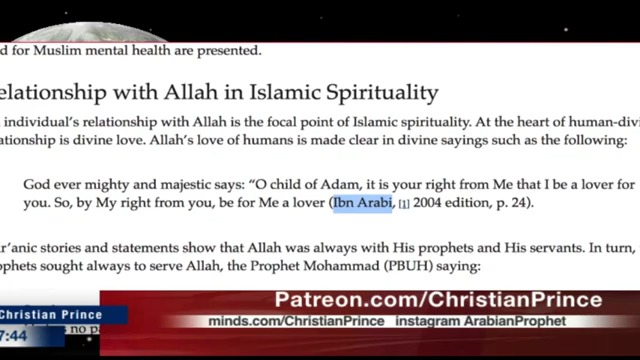 d for Muslim mental health are presented.
elationship with Allah in Islamic Spirituality
individual's relationship with Allah is the focal point of Islamic spirituality. At the heart of human-divi
ationship is divine love. Allah's love of humans is made clear in divine sayings such as the following:
God ever mighty and majestic says: "O child of Adam, it is your right from Me that I be a lover for
you. So, by My right from you, be for Me a lover (Ibn Arabi, [1] 2004 edition, p. 24).
r'anic stories and statements show that Allah was always with His prophets and His servants. In turn,
ophets sought always to serve Allah, the Prophet Mohammad (PBUH) saying:
Christian Prince
Patreon.com/ChristianPrince
minds.com/ChristianPrince instagram ArabianProphet
7:44